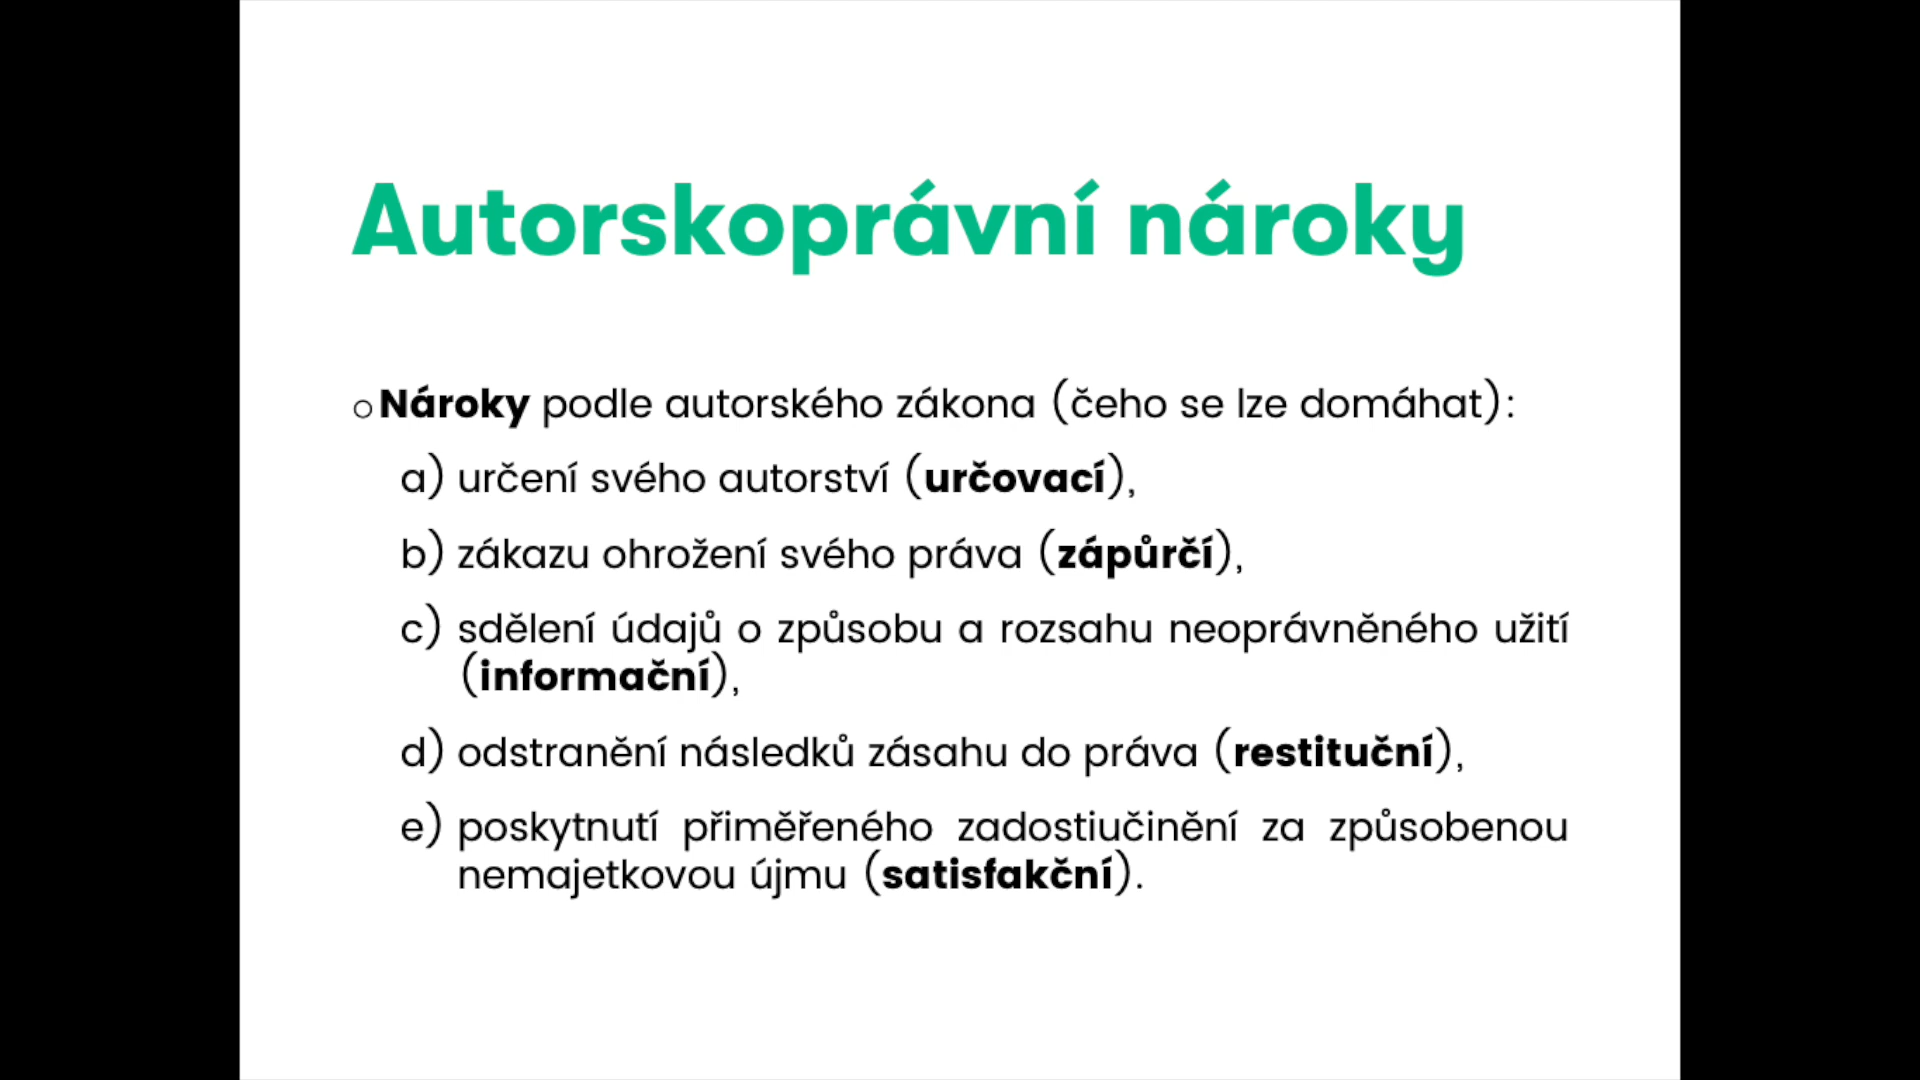 Autorskoprávní nároky
○ Nároky podle autorského zákona (čeho se lze domáhat):
a) určení svého autorství (určovací),
b) zákazu ohrožení svého práva (zápůrčí),
c) sdělení údajů o způsobu a rozsahu neoprávněného užití
(informační),
d) odstranění následků zásahu do práva (restituční),
e) poskytnutí přiměřeného zadostiučinění za způsobenou
nemajetkovou újmu (satisfakční).